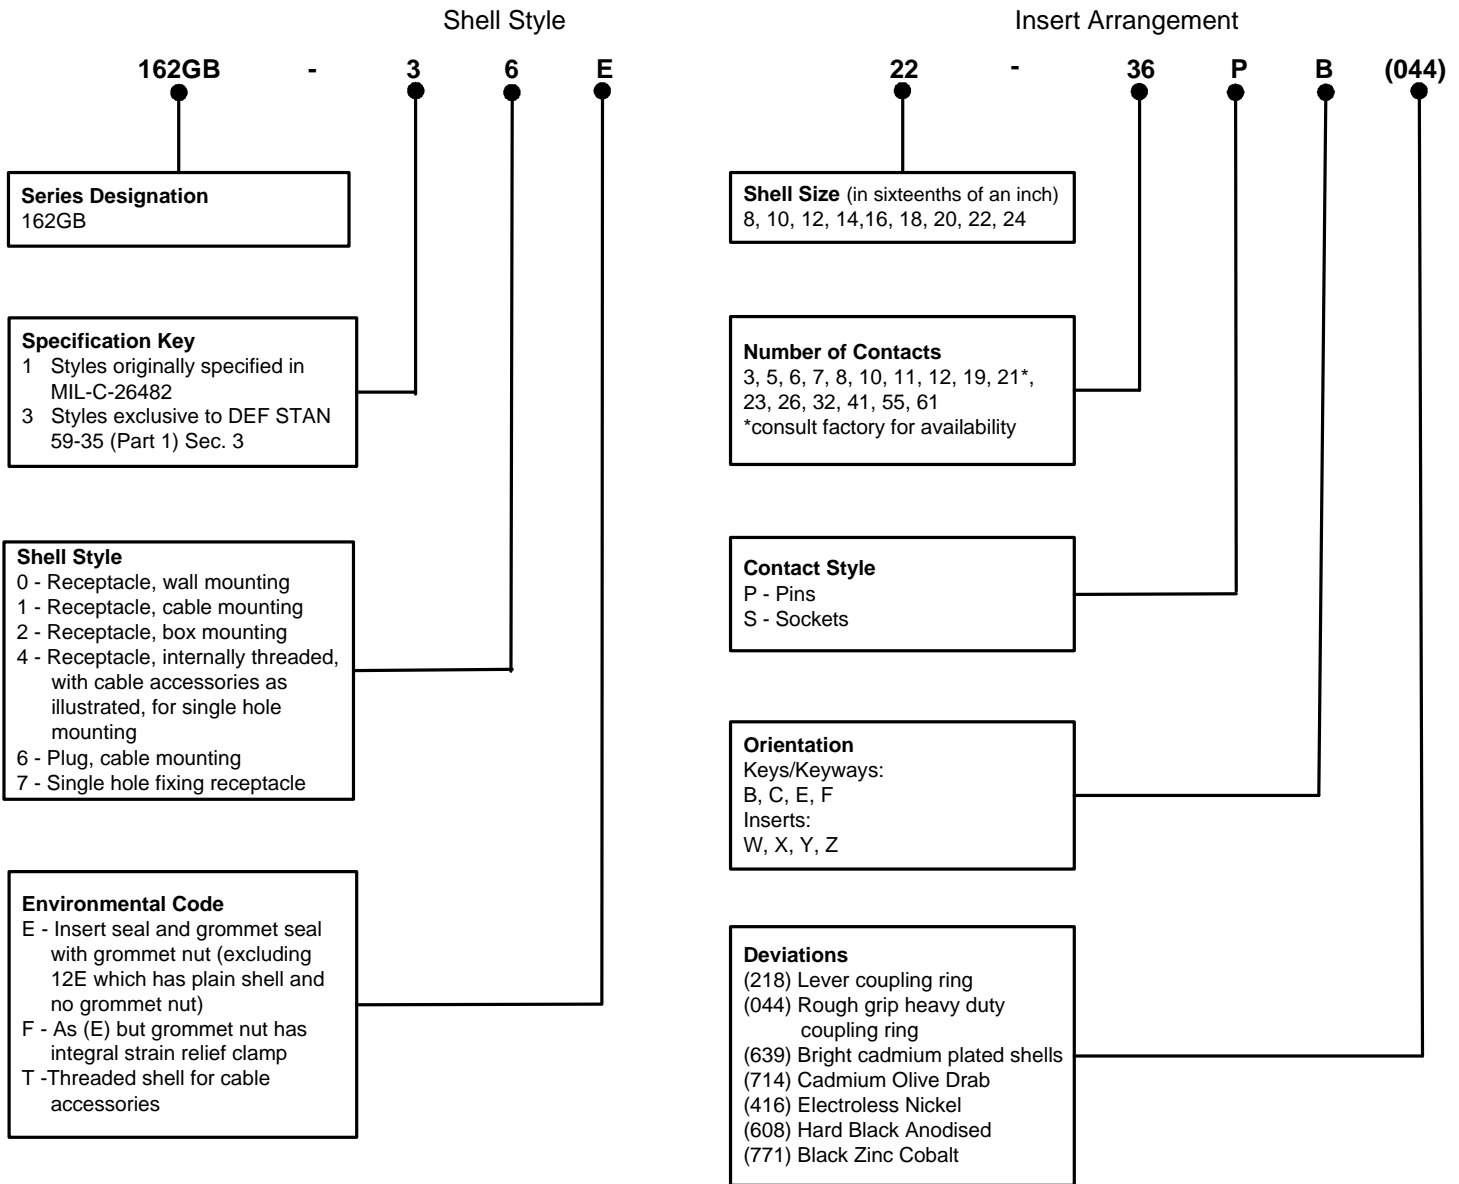 Shell Style
Insert Arrangement
162GB - 3 6 E
22 - 36 P B (044)
Series Designation
162GB
Specification Key
1 Styles originally specified in
MIL-C-26482
3 Styles exclusive to DEF STAN
59-35 (Part 1) Sec. 3
Shell Style
0 - Receptacle, wall mounting
1 - Receptacle, cable mounting
2 - Receptacle, box mounting
4 - Receptacle, internally threaded,
with cable accessories as
illustrated, for single hole
mounting
6 - Plug, cable mounting
7 - Single hole fixing receptacle
Environmental Code
E - Insert seal and grommet seal
with grommet nut (excluding
12E which has plain shell and
no grommet nut)
F - As (E) but grommet nut has
integral strain relief clamp
T -Threaded shell for cable
accessories
Shell Size (in sixteenths of an inch)
8, 10, 12, 14,16, 18, 20, 22, 24
Number of Contacts
3, 5, 6, 7, 8, 10, 11, 12, 19, 21*,
23, 26, 32, 41, 55, 61
*consult factory for availability
Contact Style
P - Pins
S - Sockets
Orientation
Keys/Keyways:
B, C, E, F
Inserts:
W, X, Y, Z
Deviations
(218) Lever coupling ring
(044) Rough grip heavy duty
coupling ring
(639) Bright cadmium plated shells
(714) Cadmium Olive Drab
(416) Electroless Nickel
(608) Hard Black Anodised
(771) Black Zinc Cobalt